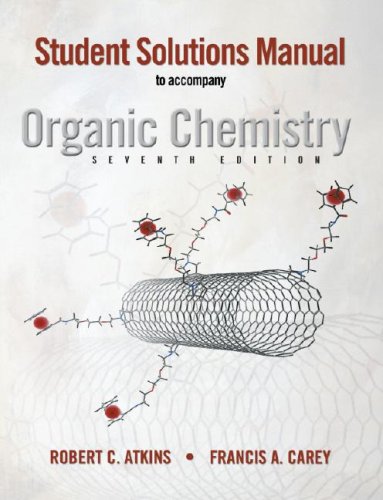 Student Solutions Manual
to accompany
Organic Chemistry
SEVENTH EDITION
ROBERT C. ATKINS • FRANCIS A. CAREY